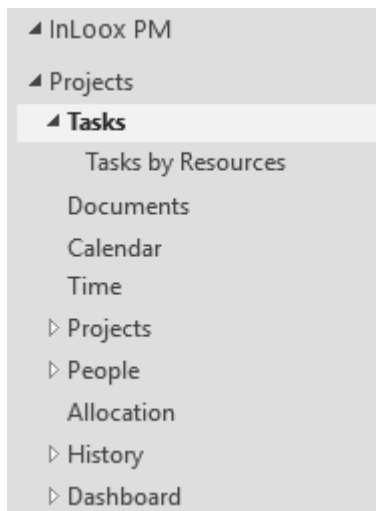 InLoox PM
Projects
Tasks
Tasks by Resources
Documents
Calendar
Time
Projects
People
Allocation
History
Dashboard